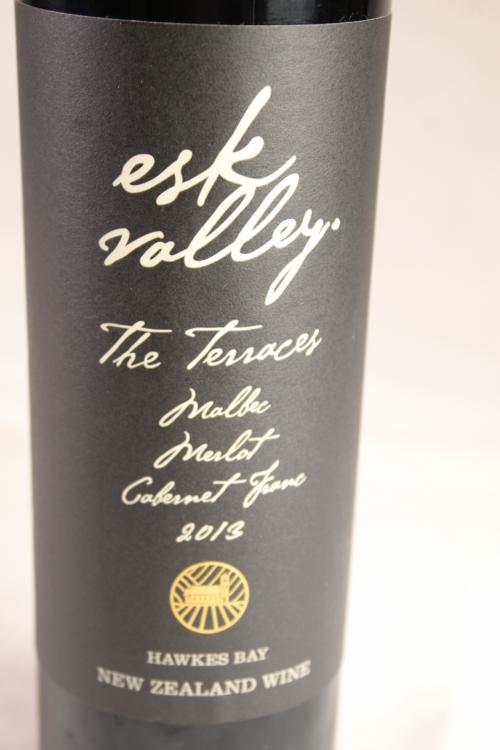 esk
valley.
The Terraces
Malbec
Merlot
Cabernet Franc
2013
HAWKES BAY
NEW ZEALAND WINE